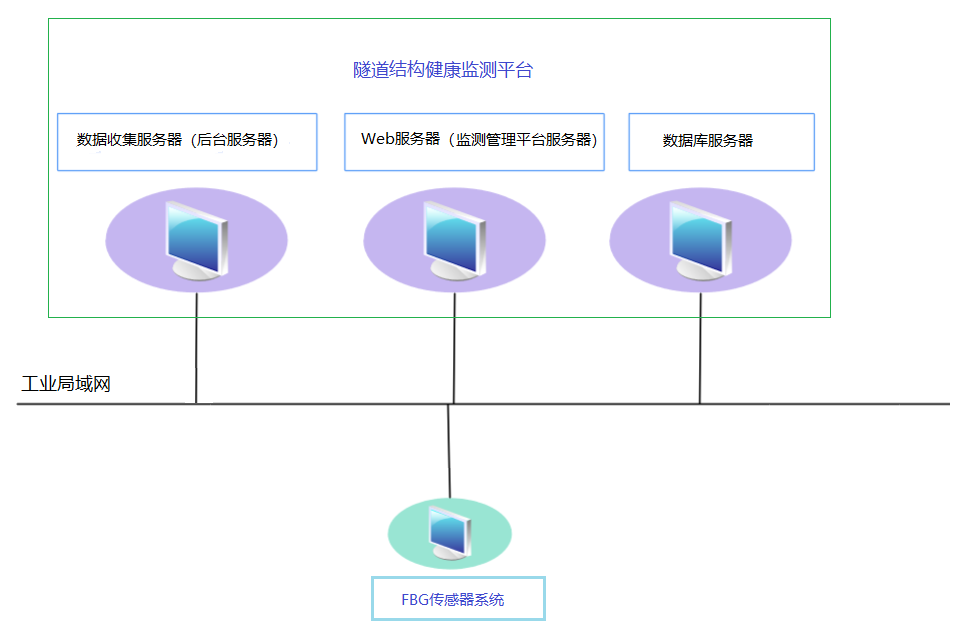 隧道结构健康监测平台
数据收集服务器（后台服务器）
Web服务器（监测管理平台服务器）
数据库服务器
工业局域网
FBG传感器系统